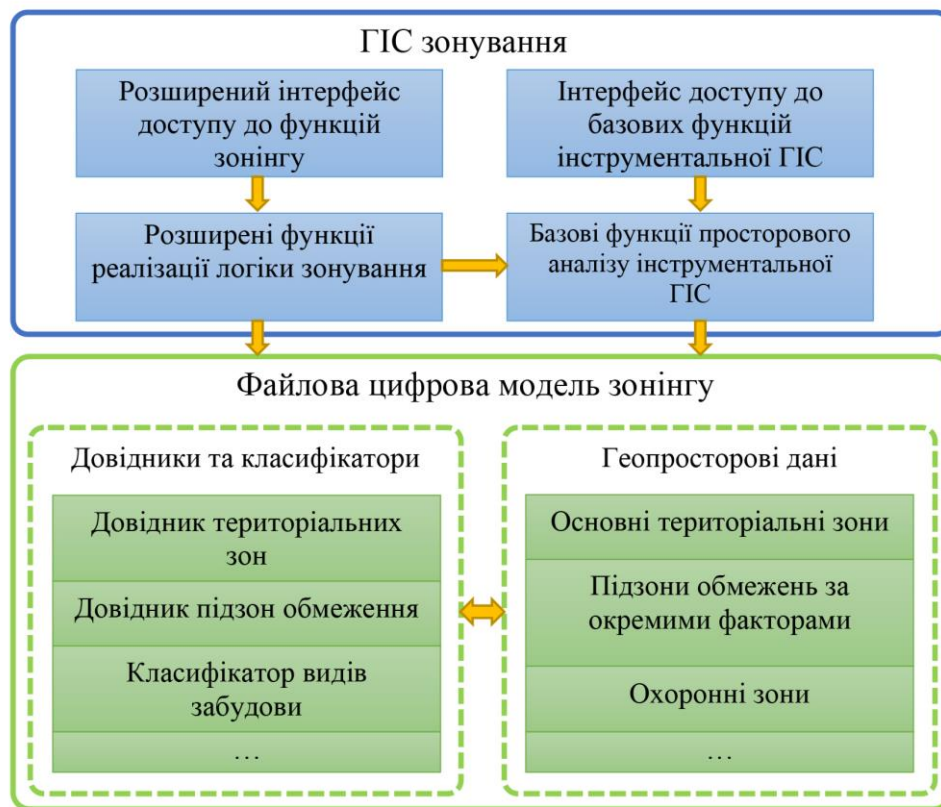 ГІС зонування
Розширений інтерфейс
доступу до функцій
зонінгу
Інтерфейс доступу до
базових функцій
інструментальної ГІС
Розширені функції
реалізації логіки зонування
Базові функції просторового
аналізу інструментальної
ГІС
Файлова цифрова модель зонінгу
Довідники та класифікатори
Довідник територіальних
зон
Довідник підзон обмеження
Класифікатор видів
забудови
…
Геопросторові дані
Основні територіальні зони
Підзони обмежень за
окремими факторами
Охоронні зони
…